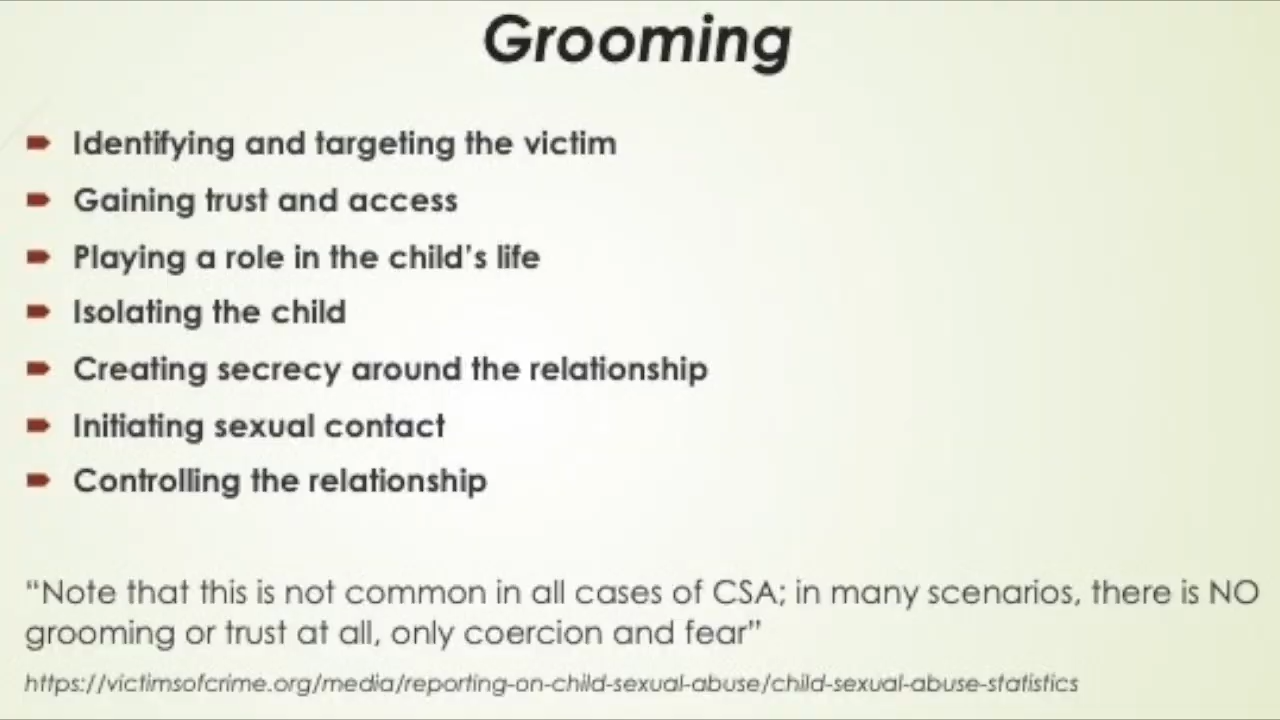 Grooming
Identifying and targeting the victim
Gaining trust and access
Playing a role in the child's life
Isolating the child
Creating secrecy around the relationship
Initiating sexual contact
Controlling the relationship
“Note that this is not common in all cases of CSA; in many scenarios, there is NO
grooming or trust at all, only coercion and fear”
https://victimsofcrime.org/media/reporting-on-child-sexual-abuse/child-sexual-abuse-statistics